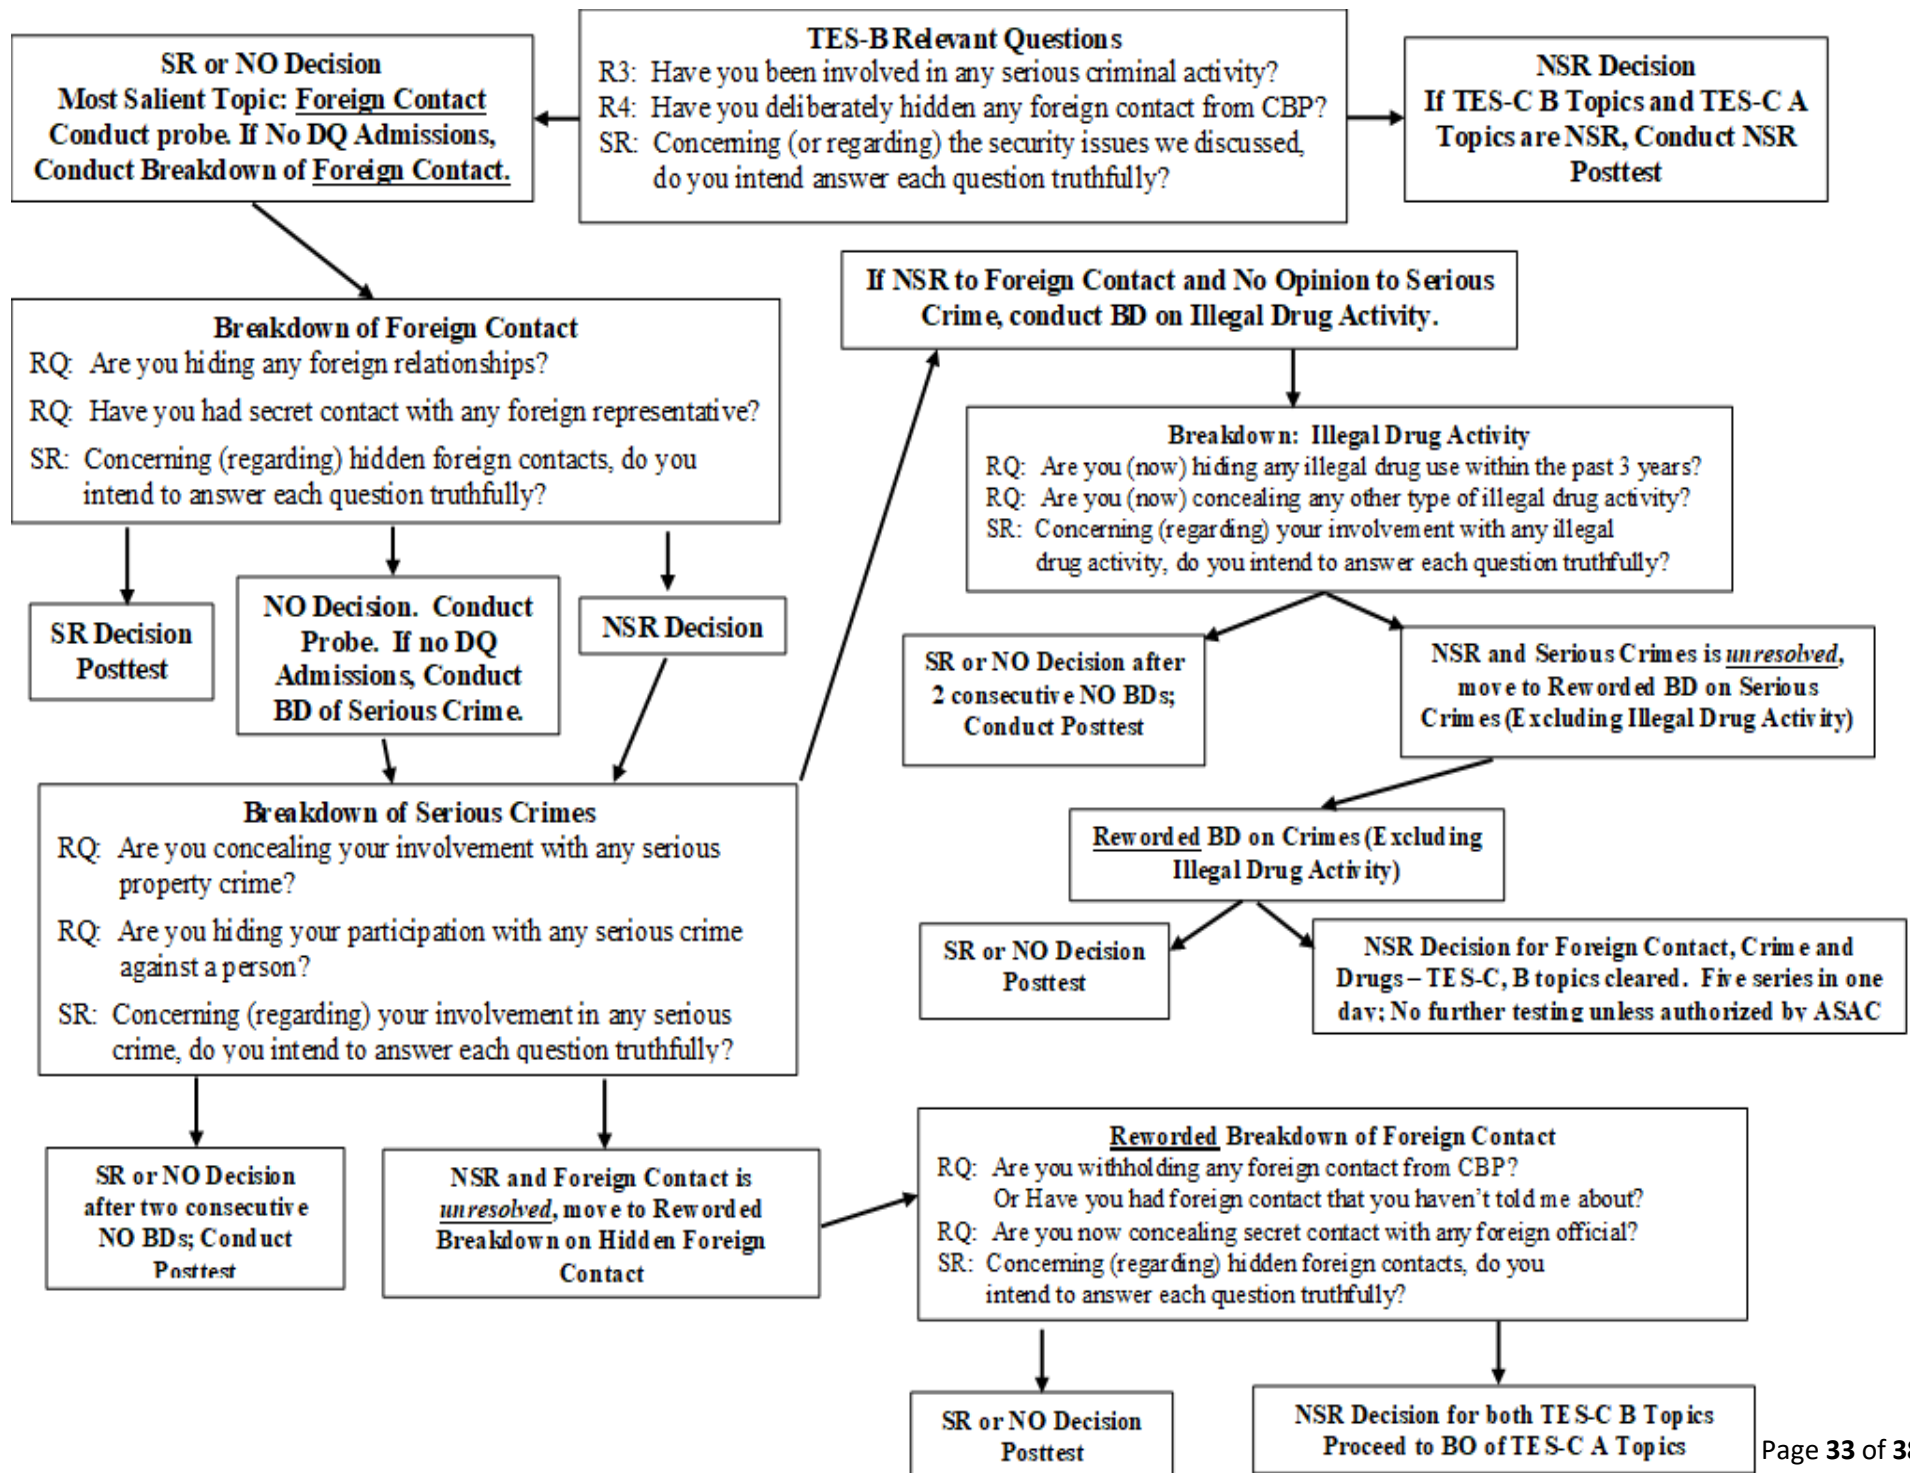 TES-B Relevant Questions
R3: Have you been involved in any serious criminal activity?
R4: Have you deliberately hidden any foreign contact from CBP?
SR: Concerning (or regarding) the security issues we discussed,
do you intend answer each question truthfully?
SR or NO Decision
Most Salient Topic: Foreign Contact
Conduct probe. If No DQ Admissions,
Conduct Breakdown of Foreign Contact.
NSR Decision
If TES-C B Topics and TES-C A
Topics are NSR, Conduct NSR
Posttest
Breakdown of Foreign Contact
RQ: Are you hiding any foreign relationships?
RQ: Have you had secret contact with any foreign representative?
SR: Concerning (regarding) hidden foreign contacts, do you
intend to answer each question truthfully?
If NSR to Foreign Contact and No Opinion to Serious
Crime, conduct BD on Illegal Drug Activity.
Breakdown: Illegal Drug Activity
RQ: Are you (now) hiding any illegal drug use within the past 3 years?
RQ: Are you (now) concealing any other type of illegal drug activity?
SR: Concerning (regarding) your involvement with any illegal
drug activity, do you intend to answer each question truthfully?
SR Decision
Posttest
NO Decision. Conduct
Probe. If no DQ
Admissions, Conduct
BD of Serious Crime.
NSR Decision
SR or NO Decision after
2 consecutive NO BDs;
Conduct Posttest
NSR and Serious Crimes is unresolved,
move to Reworded BD on Serious
Crimes (Excluding Illegal Drug Activity)
Breakdown of Serious Crimes
RQ: Are you concealing your involvement with any serious
property crime?
RQ: Are you hiding your participation with any serious crime
against a person?
SR: Concerning (regarding) your involvement in any serious
crime, do you intend to answer each question truthfully?
Reworded BD on Crimes (Excluding
Illegal Drug Activity)
SR or NO Decision
Posttest
NSR Decision for Foreign Contact, Crime and
Drugs – TES-C, B topics cleared. Five series in one
day; No further testing unless authorized by ASAC
SR or NO Decision
after two consecutive
NO BDs; Conduct
Posttest
NSR and Foreign Contact is
unresolved, move to Reworded
Breakdown on Hidden Foreign
Contact
Reworded Breakdown of Foreign Contact
RQ: Are you withholding any foreign contact from CBP?
Or Have you had foreign contact that you haven't told me about?
RQ: Are you now concealing secret contact with any foreign official?
SR: Concerning (regarding) hidden foreign contacts, do you
intend to answer each question truthfully?
SR or NO Decision
Posttest
NSR Decision for both TES-C B Topics
Proceed to BO of TES-C A Topics
Page 33 of 38